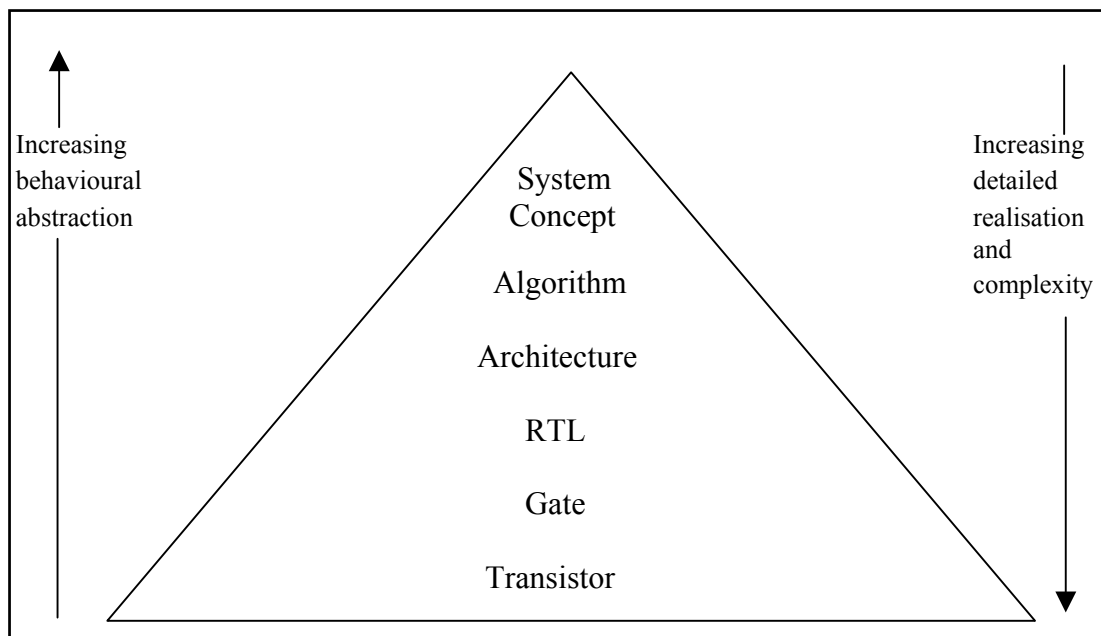 Increasing
behavioural
abstraction
System
Concept
Algorithm
Architecture
RTL
Gate
Transistor
Increasing
detailed
realisation
and
complexity